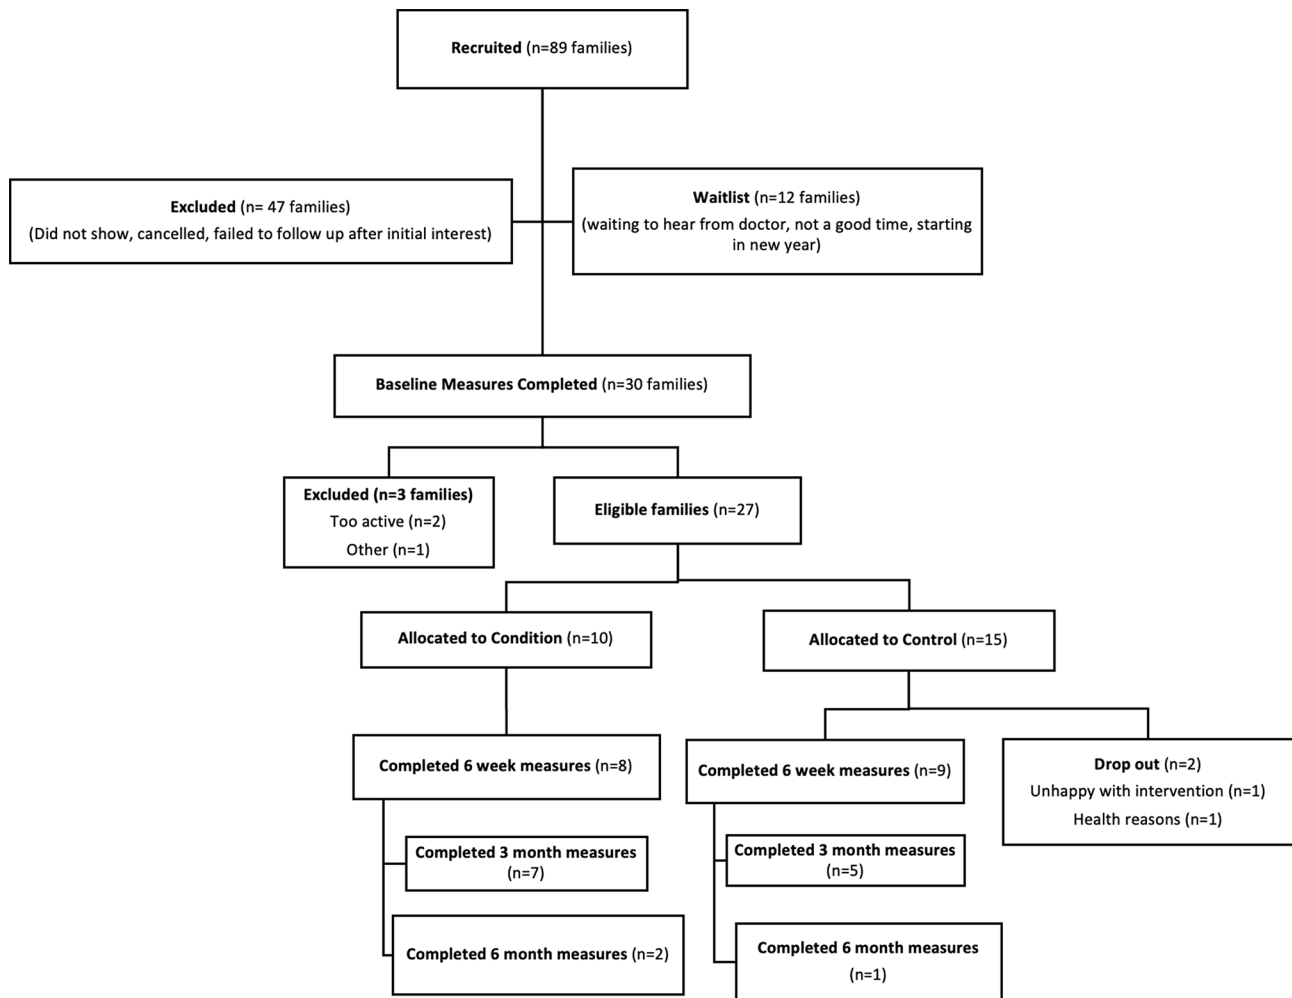 Recruited (n=89 families)
Excluded (n= 47 families)
(Did not show, cancelled, failed to follow up after initial interest)
Waitlist (n=12 families)
(waiting to hear from doctor, not a good time, starting
in new year)
Baseline Measures Completed (n=30 families)
Excluded (n=3 families)
Too active (n=2)
Other (n=1)
Eligible families (n=27)
Allocated to Condition (n=10)
Allocated to Control (n=15)
Completed 6 week measures (n=8)
Completed 6 week measures (n=9)
Drop out (n=2)
Unhappy with intervention (n=1)
Health reasons (n=1)
Completed 3 month measures
(n=7)
Completed 3 month measures
(n=5)
Completed 6 month measures (n=2)
Completed 6 month measures
(n=1)